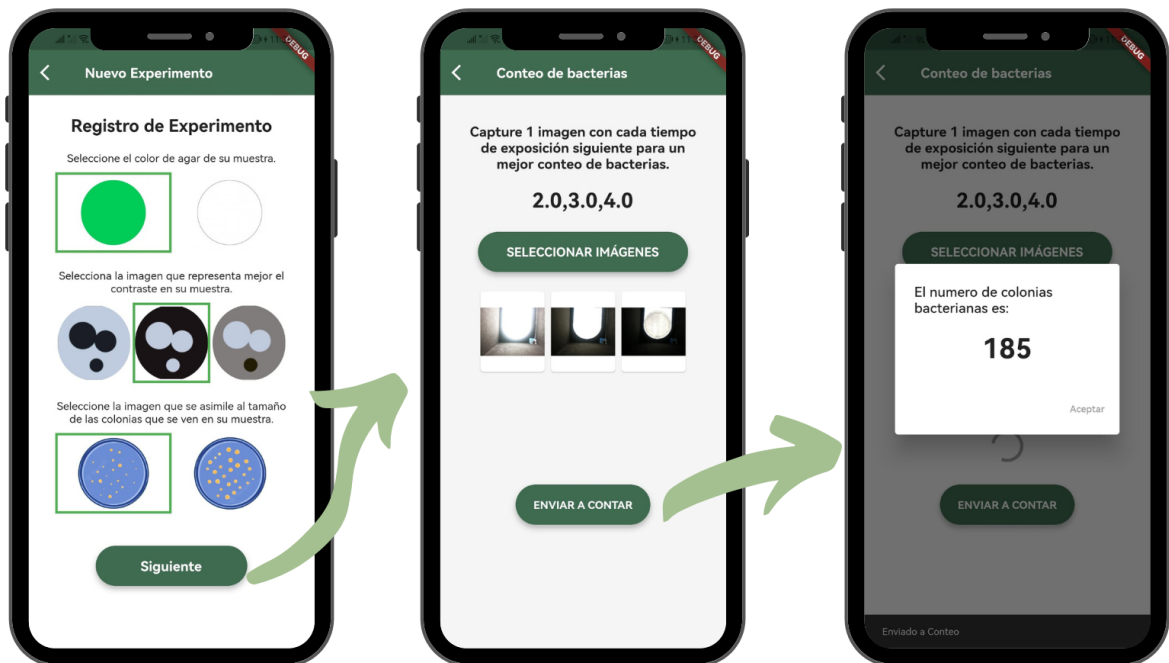 DEBUG
Nuevo Experimento
Registro de Experimento
Seleccione el color de agar de su muestra.
Selecciona la imagen que representa mejor el
contraste en su muestra.
Seleccione la imagen que se asimile al tamaño
de las colonias que se ven en su muestra.
Siguiente
DEBUG
Conteo de bacterias
Capture 1 imagen con cada tiempo
de exposición siguiente para un
mejor conteo de bacterias.
2.0,3.0,4.0
SELECCIONAR IMÁGENES
ENVIAR A CONTAR
DEBUG
Conteo de bacterias
Capture 1 imagen con cada tiempo
de exposición siguiente para un
mejor conteo de bacterias.
2.0,3.0,4.0
SELECCIONAR IMÁGENES
El numero de colonias
bacterianas es:
185
Aceptar
ENVIAR A CONTAR
Enviado a Conteo